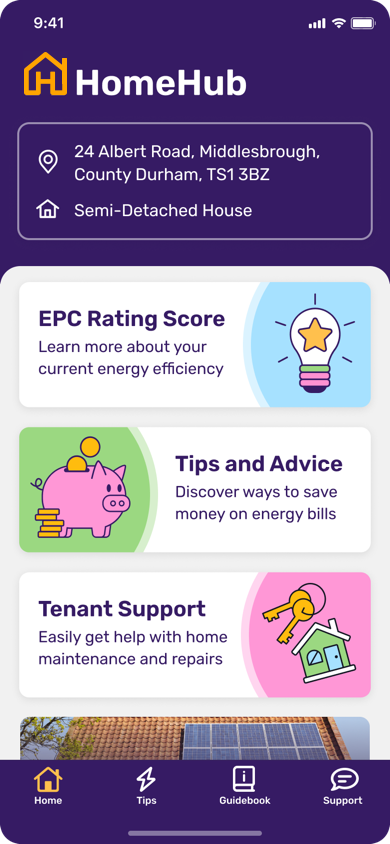 9:41
HomeHub
24 Albert Road, Middlesbrough,
County Durham, TS1 3BZ
Semi-Detached House
EPC Rating Score
Learn more about your
current energy efficiency
Tips and Advice
Discover ways to save
money on energy bills
Tenant Support
Easily get help with home
maintenance and repairs
Home
Tips
Guidebook
Support